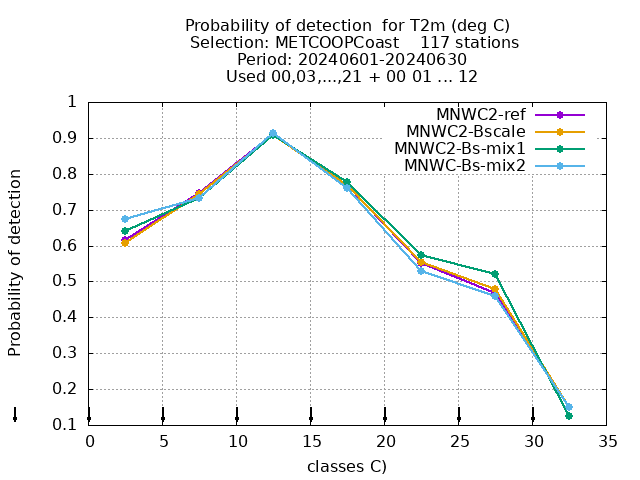 Probability of detection  for T2m (deg C)
Selection: METCOOPCoast    117 stations
Period: 20240601-20240630
Used 00,03,...,21 + 00 01 ... 12
MNWC2-ref
MNWC2-Bscale
MNWC2-Bs-mix1
MNWC-Bs-mix2
Probability of detection
1
0.9
0.8
0.7
0.6
0.5
0.4
0.3
0.2
0.1
0 5 10 15 20 25 30 35
classes C)